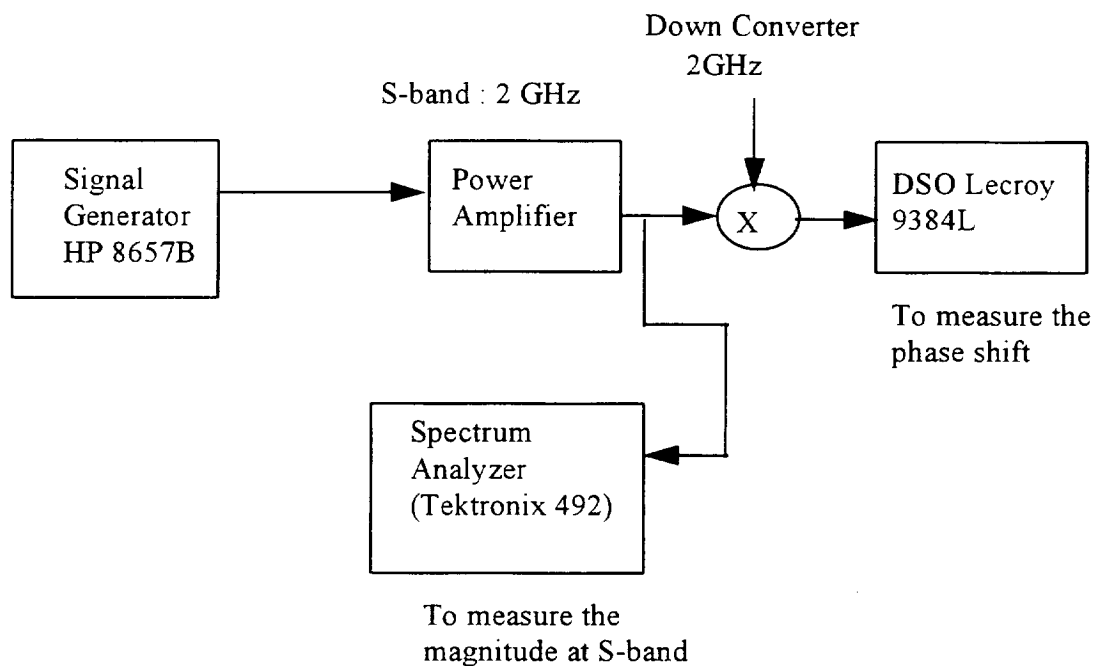 Down Converter
2GHz
S-band : 2 GHz
Signal
Generator
HP 8657B
Power
Amplifier
X
DSO Lecroy
9384L
To measure the
phase shift
Spectrum
Analyzer
(Tektronix 492)
To measure the
magnitude at S-band